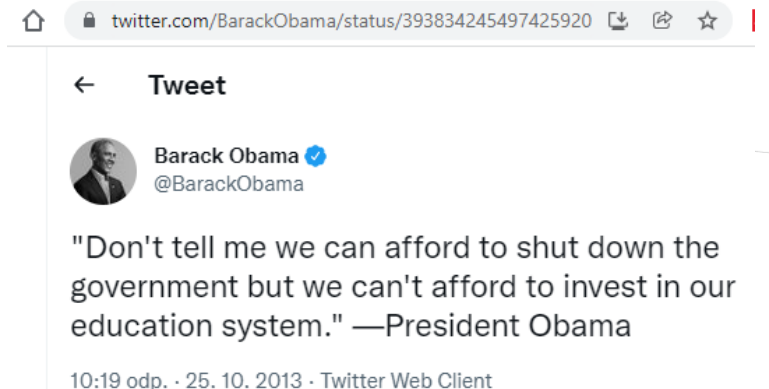 twitter.com/BarackObama/status/393834245497425920
Tweet
Barack Obama
@BarackObama
"Don't tell me we can afford to shut down the
government but we can't afford to invest in our
education system." —President Obama
10:19 odp. · 25. 10. 2013 · Twitter Web Client